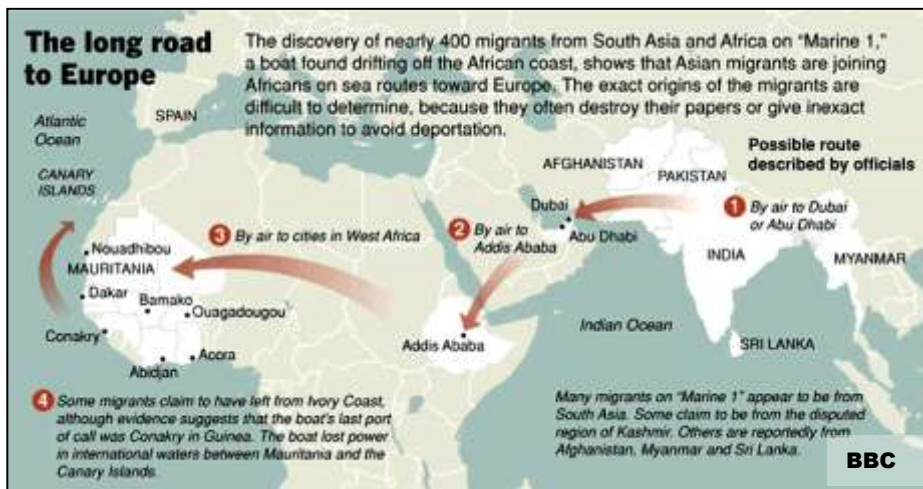 The long road
to Europe
The discovery of nearly 400 migrants from South Asia and Africa on "Marine 1,"
a boat found drifting off the African coast, shows that Asian migrants are joining
Africans on sea routes toward Europe. The exact origins of the migrants are
difficult to determine, because they often destroy their papers or give inexact
information to avoid deportation.
SPAIN
Atlantic
Ocean
CANARY
ISLANDS
Possible route
described by officials
AFGHANISTAN
PAKISTAN
Dubai
Abu Dhabi
1 By air to Dubai
or Abu Dhabi
2 By air to
Addis Ababa
3 By air to cities in West Africa
INDIA
MYANMAR
Nouadhibou
MAURITANIA
Dakar
Bamako
Ouagadougou
Conakry
Abidjan
Accra
Addis Ababa
Indian Ocean
SRI LANKA
4 Some migrants claim to have left from Ivory Coast,
although evidence suggests that the boat's last port
of call was Conakry in Guinea. The boat lost power
in international waters between Mauritania and the
Canary Islands.
Many migrants on "Marine 1" appear to be from
South Asia. Some claim to be from the disputed
region of Kashmir. Others are reportedly from
Afghanistan, Myanmar and Sri Lanka.
BBC